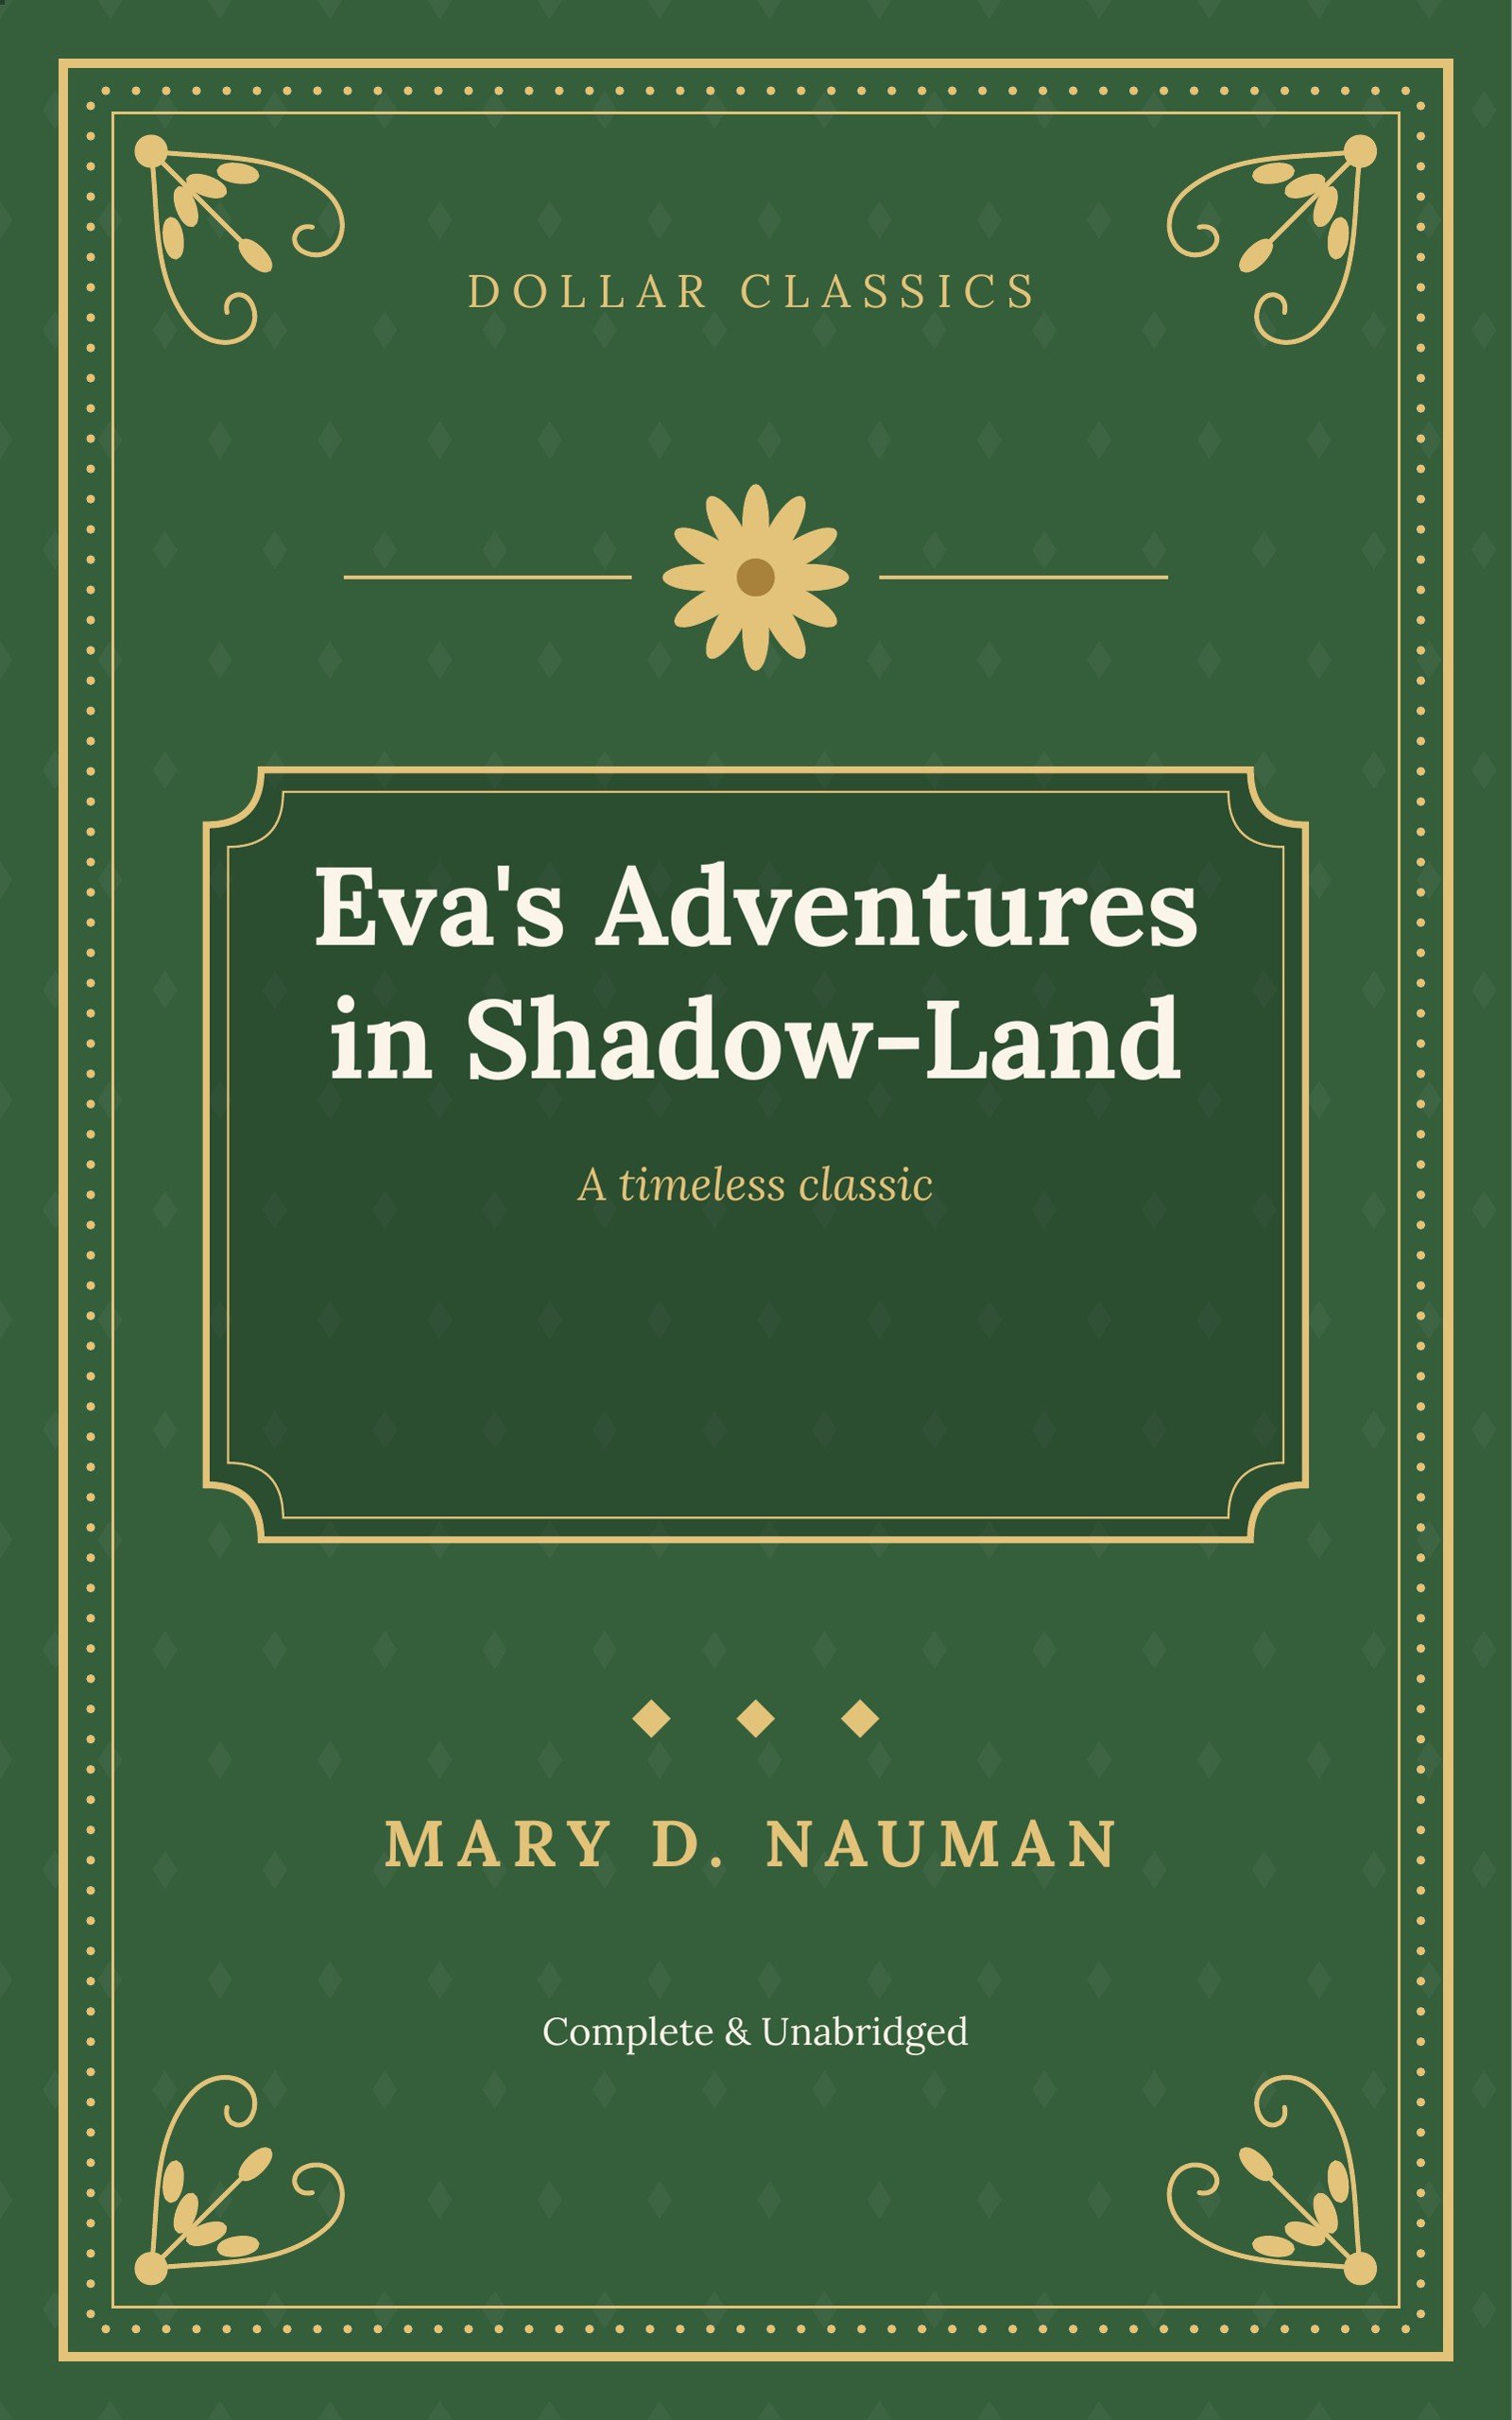 DOLLAR CLASSICS
Eva's Adventures
in Shadow-Land
A timeless classic
MARY D. NAUMAN
Complete & Unabridged